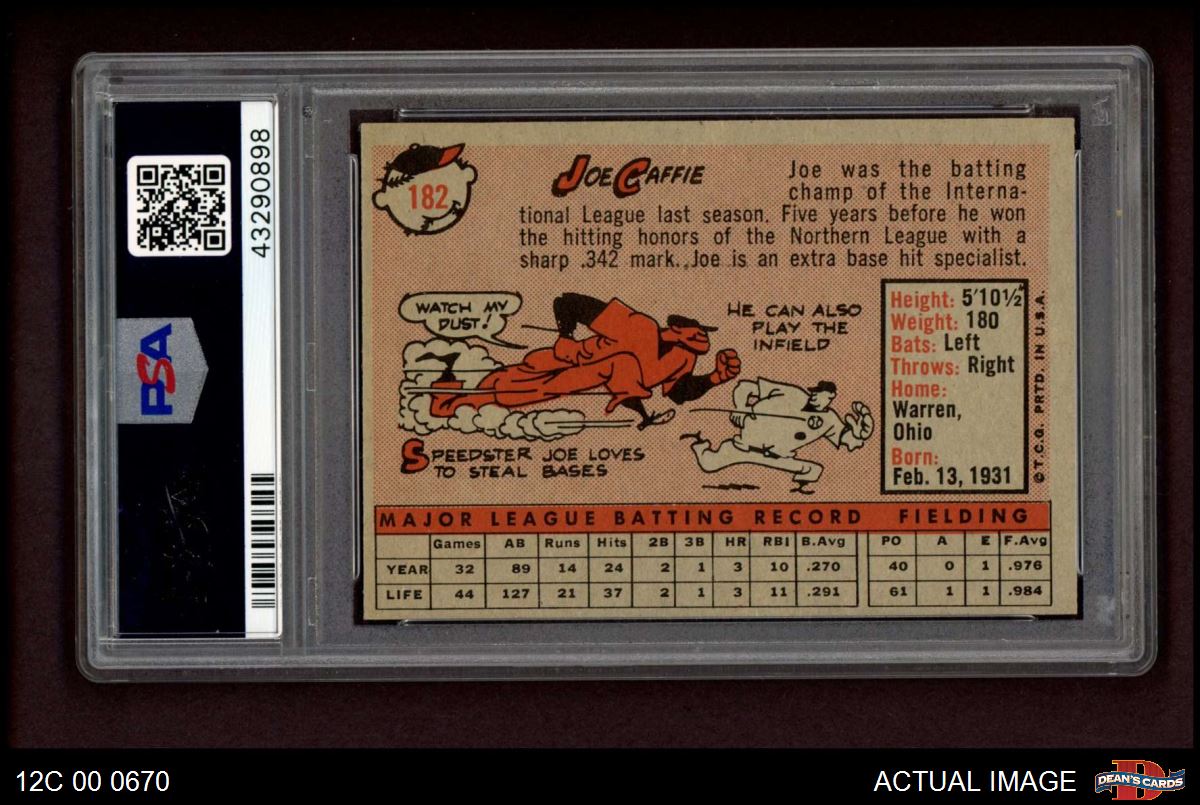 43290898
PSA
182
JOE CAFFIE
Joe was the batting
champ of the Interna-
tional League last season. Five years before he won
the hitting honors of the Northern League with a
sharp .342 mark. Joe is an extra base hit specialist.
WATCH MY
DUST!
HE CAN ALSO
PLAY THE
INFIELD
SPEEDSTER JOE LOVES
TO STEAL BASES
Height: 5'10½"
Weight: 180
Bats: Left
Throws: Right
Home:
Warren,
Ohio
Born:
Feb. 13, 1931
© T.C.G. PRTD. IN U.S.A.
MAJOR LEAGUE BATTING RECORD FIELDING
Games AB Runs Hits 2B 3B HR RBI B.Avg PO A E F.Avg
YEAR 32 89 14 24 2 1 3 10 .270 40 0 1 .976
LIFE 44 127 21 37 2 1 3 11 .291 61 1 1 .984
12C 00 0670
ACTUAL IMAGE
DEAN'S CARDS